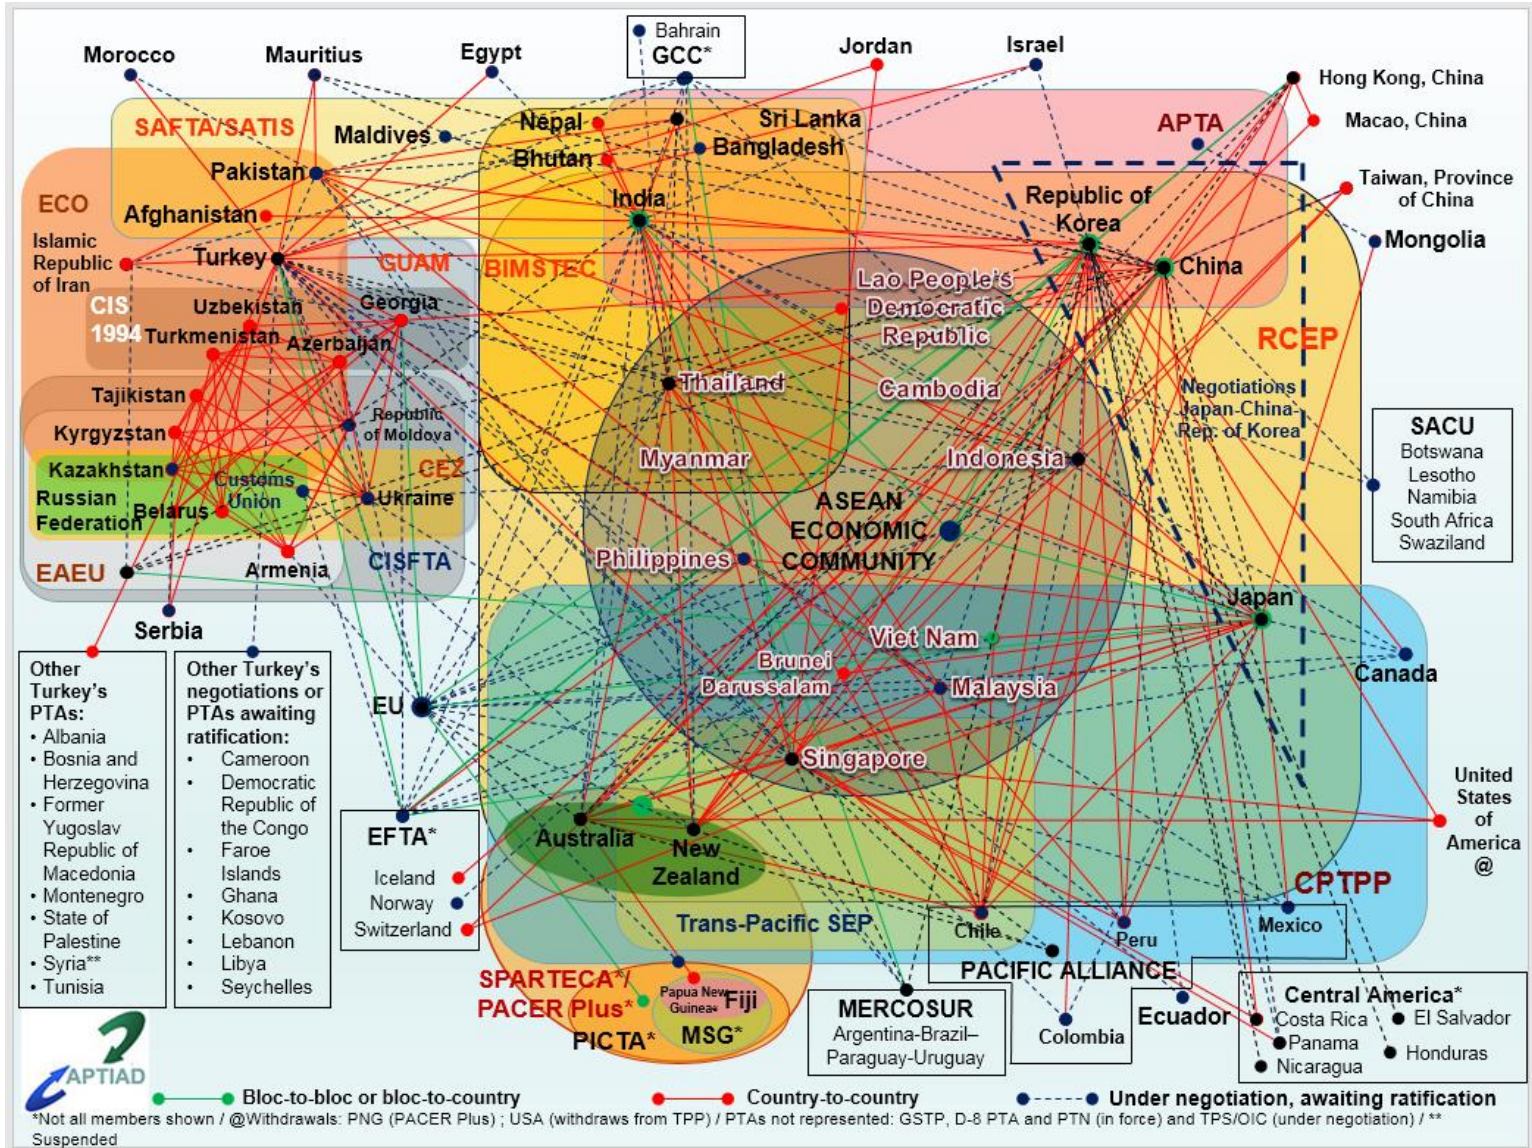 Morocco
Mauritius
Egypt
Bahrain
GCC*
Jordan
Israel
Hong Kong, China
Macao, China
Taiwan, Province
of China
Mongolia
SAFTA/SATIS
Maldives
Nepal
Bhutan
Sri Lanka
Bangladesh
APTA
Pakistan
India
Republic of
Korea
China
ECO
Afghanistan
Islamic
Republic
of Iran
Turkey
GUAM
BIMSTEC
Lao People's
Democratic
Republic
RCEP
CIS
1994
Uzbekistan
Georgia
Turkmenistan
Azerbaijan
Thailand
Cambodia
Negotiations
Japan-China-
Rep. of Korea
Tajikistan
Republic
of Moldova
Kyrgyzstan
Myanmar
Indonesia
SACU
Botswana
Lesotho
Namibia
South Africa
Swaziland
Kazakhstan
CEZ
Customs
Union
Russian
Federation
Belarus
Ukraine
ASEAN
ECONOMIC
COMMUNITY
EAEU
Armenia
CISFTA
Philippines
Japan
Serbia
Viet Nam
Brunei
Darussalam
Malaysia
Canada
EU
Singapore
Other
Turkey's
PTAs:
• Albania
• Bosnia and
Herzegovina
• Former
Yugoslav
Republic of
Macedonia
• Montenegro
• State of
Palestine
• Syria**
• Tunisia
Other Turkey's
negotiations or
PTAs awaiting
ratification:
• Cameroon
• Democratic
Republic of
the Congo
• Faroe
Islands
• Ghana
• Kosovo
• Lebanon
• Libya
• Seychelles
EFTA*
Iceland
Norway
Switzerland
Australia
New
Zealand
United
States
of
America
@
CPTPP
Trans-Pacific SEP
Chile
Peru
Mexico
PACIFIC ALLIANCE
SPARTECA*/
PACER Plus*
Papua New
Guinea*
Fiji
PICTA*
MSG*
MERCOSUR
Argentina-Brazil–
Paraguay-Uruguay
Colombia
Ecuador
Central America*
Costa Rica
El Salvador
Panama
Honduras
Nicaragua
APTIAD
Bloc-to-bloc or bloc-to-country
Country-to-country
Under negotiation, awaiting ratification
*Not all members shown / @Withdrawals: PNG (PACER Plus) ; USA (withdraws from TPP) / PTAs not represented: GSTP, D-8 PTA and PTN (in force) and TPS/OIC (under negotiation) / **
Suspended